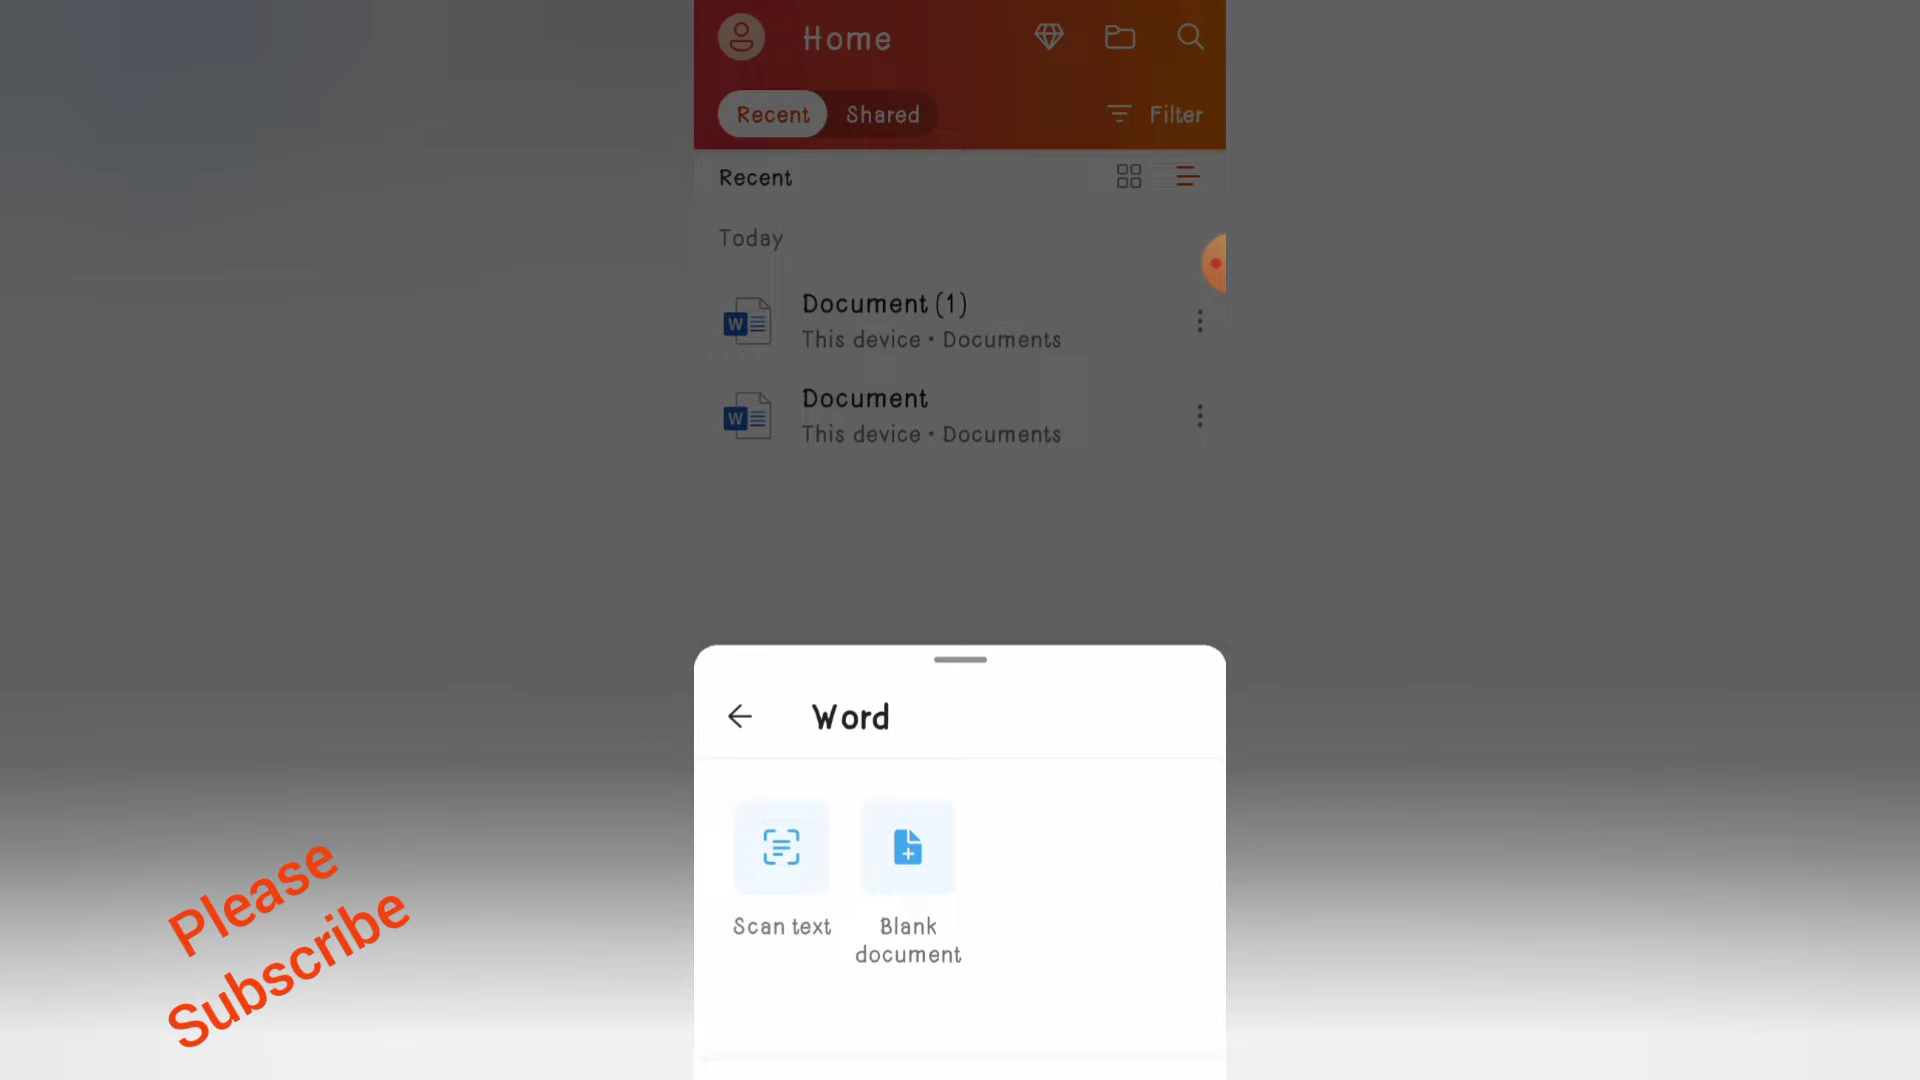 Home
Recent
Shared
Filter
Recent
Today
Document (1)
This device • Documents
Document
This device • Documents
Word
Scan text
Blank
document
Please
Subscribe